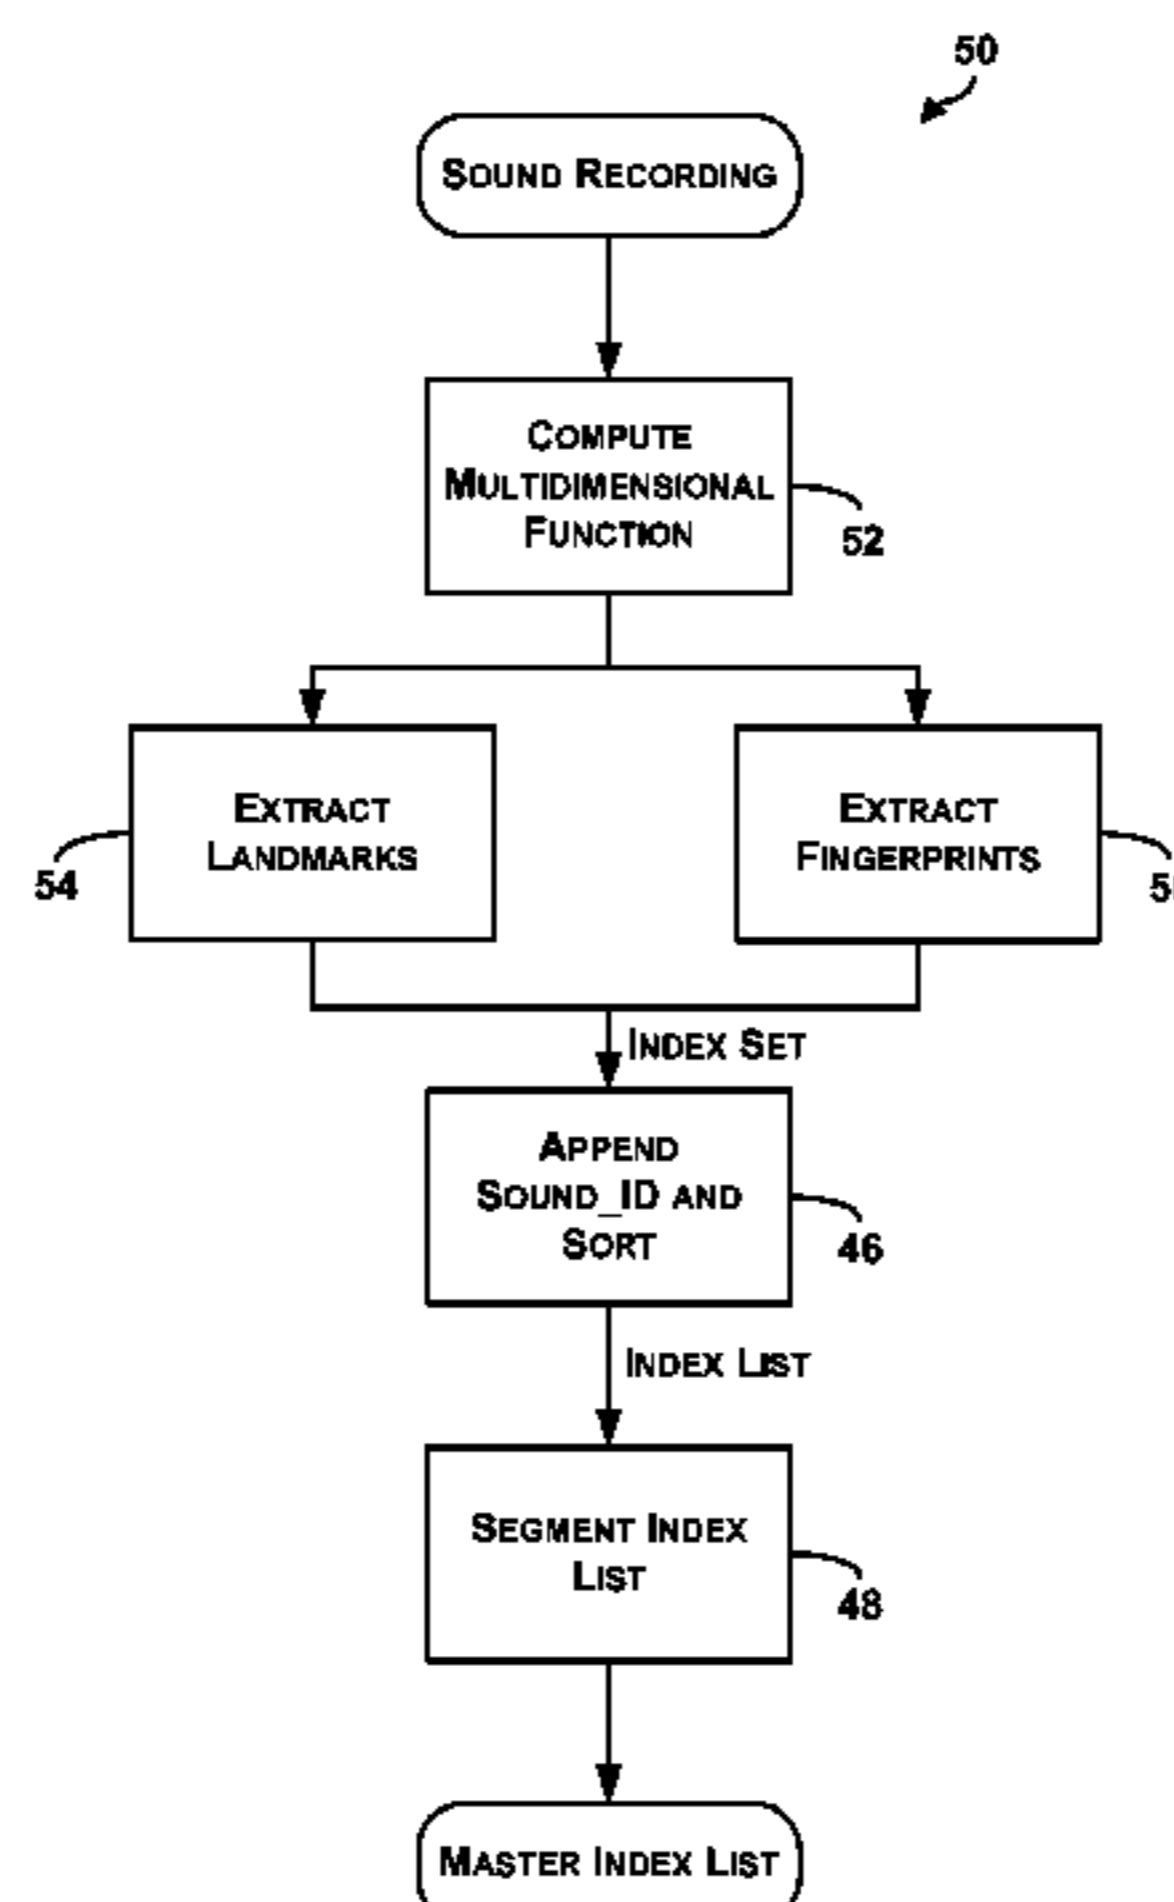 50
SOUND RECORDING
COMPUTE
MULTIDIMENSIONAL
FUNCTION
52
EXTRACT
LANDMARKS
54
EXTRACT
FINGERPRINTS
INDEX SET
APPEND
SOUND_ID AND
SORT
46
INDEX LIST
SEGMENT INDEX
LIST
48
MASTER INDEX LIST